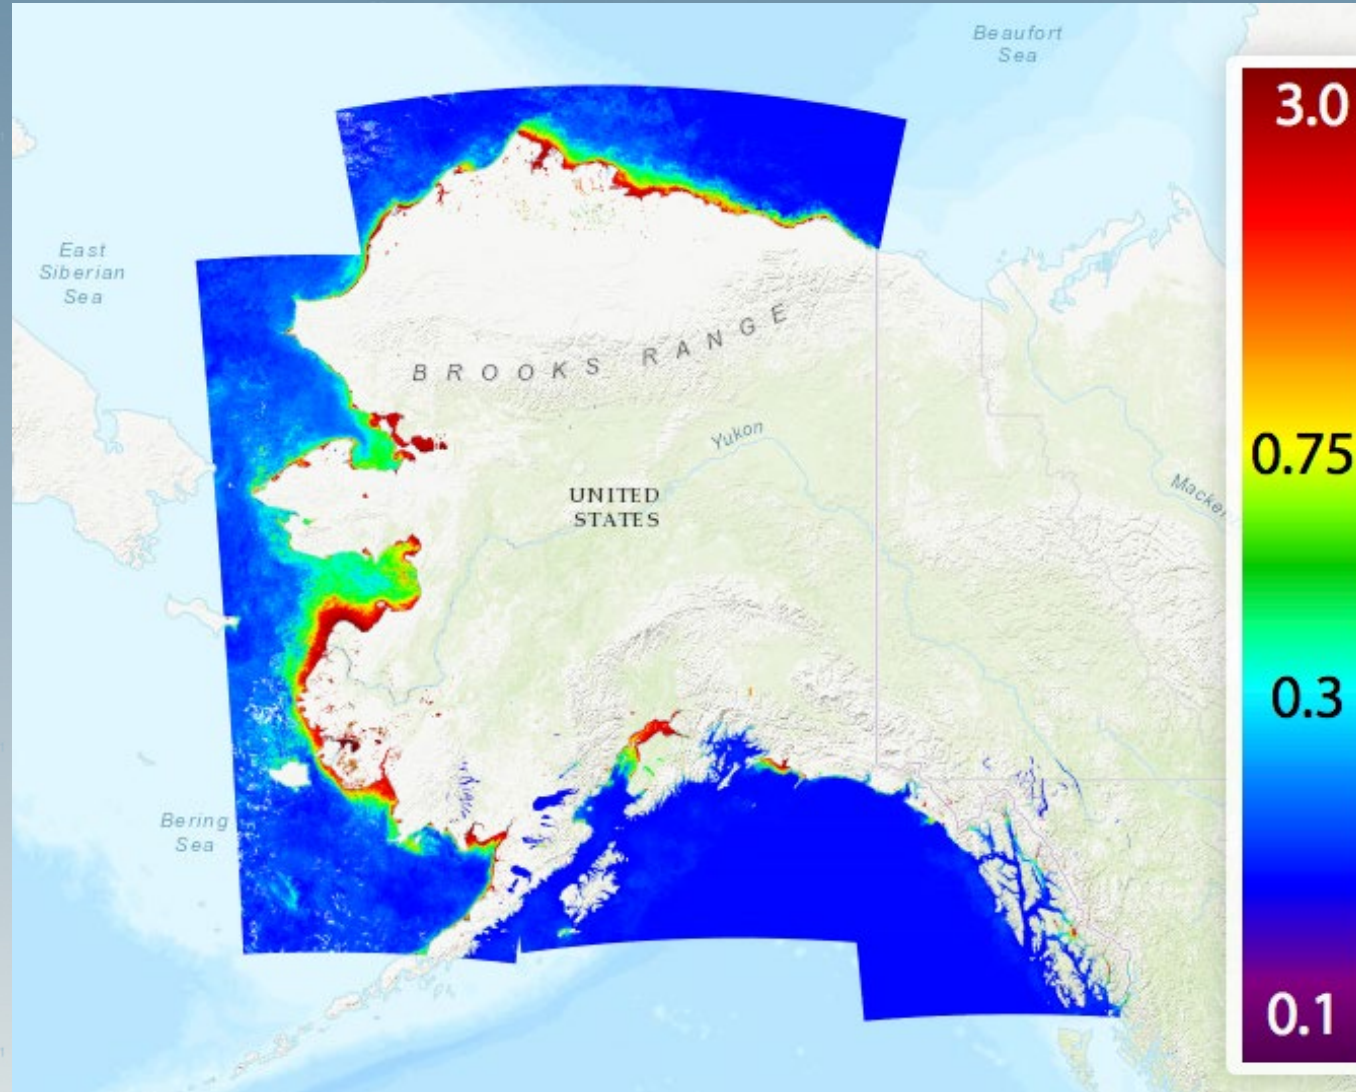 Beaufort
Sea
3.0
East
Siberian
Sea
BROOKS RANGE
Yukon
0.75
UNITED
STATES
Macke
0.3
Bering
Sea
0.1